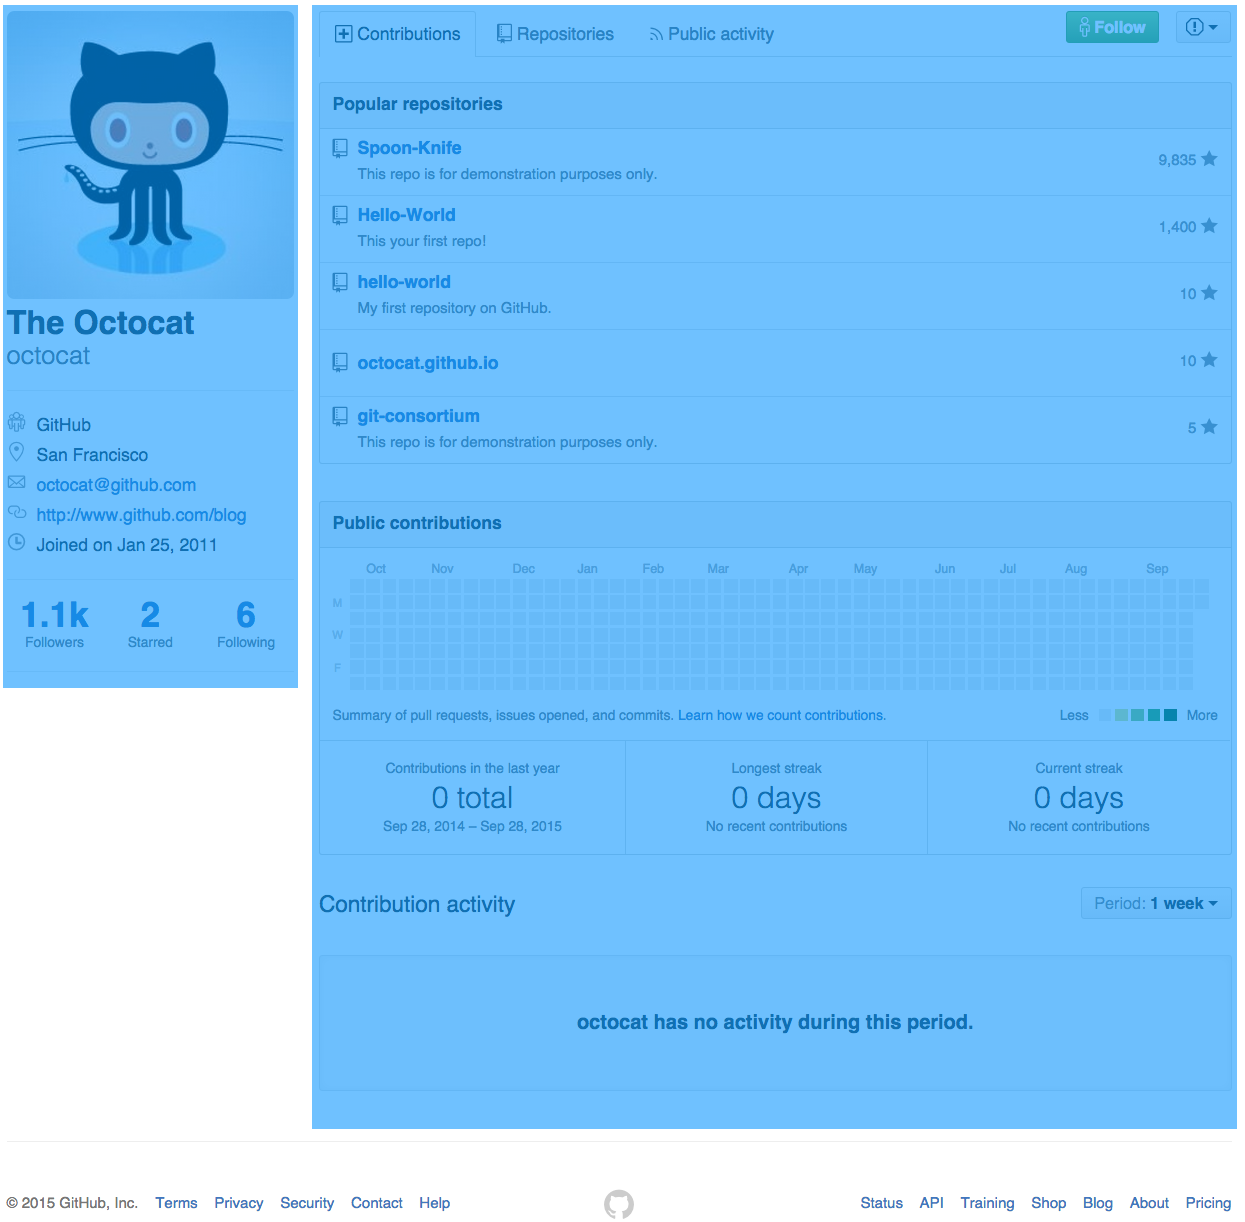 The Octocat
octocat
GitHub
San Francisco
octocat@github.com
http://www.github.com/blog
Joined on Jan 25, 2011
1.1k 2 6
Followers Starred Following
Contributions Repositories Public activity Follow
Popular repositories
Spoon-Knife
This repo is for demonstration purposes only.
9,835
Hello-World
This your first repo!
1,400
hello-world
My first repository on GitHub.
10
octocat.github.io
10
git-consortium
This repo is for demonstration purposes only.
5
Public contributions
Oct Nov Dec Jan Feb Mar Apr May Jun Jul Aug Sep
M
W
F
Summary of pull requests, issues opened, and commits. Learn how we count contributions. Less More
Contributions in the last year
0 total
Sep 28, 2014 – Sep 28, 2015
Longest streak
0 days
No recent contributions
Current streak
0 days
No recent contributions
Contribution activity Period: 1 week
octocat has no activity during this period.
© 2015 GitHub, Inc. Terms Privacy Security Contact Help Status API Training Shop Blog About Pricing